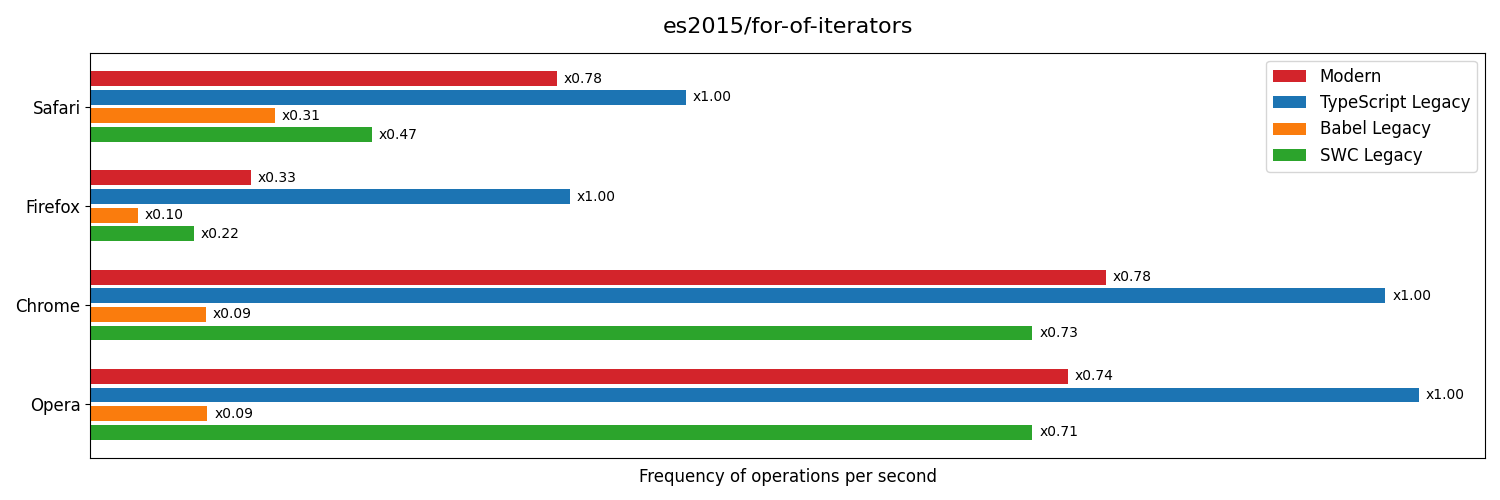 es2015/for-of-iterators
Modern
TypeScript Legacy
Babel Legacy
SWC Legacy
Safari
x0.78
x1.00
x0.31
x0.47
Firefox
x0.33
x1.00
x0.10
x0.22
Chrome
x0.78
x1.00
x0.09
x0.73
Opera
x0.74
x1.00
x0.09
x0.71
Frequency of operations per second